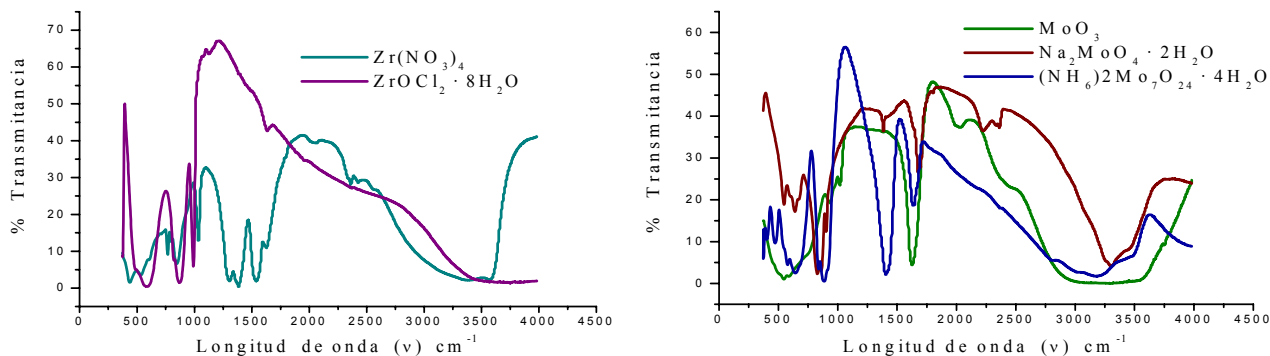 % Transmitancia
70
60
50
40
30
20
10
0
Zr(NO₃)₄
ZrOCl₂ · 8H₂O
0 500 1000 1500 2000 2500 3000 3500 4000 4500
Longitud de onda (ν) cm⁻¹
% Transmitancia
60
50
40
30
20
10
0
MoO₃
Na₂MoO₄ · 2H₂O
(NH₆)2Mo₇O₂₄ · 4H₂O
500 1000 1500 2000 2500 3000 3500 4000 4500
Longitud de onda (ν) cm⁻¹